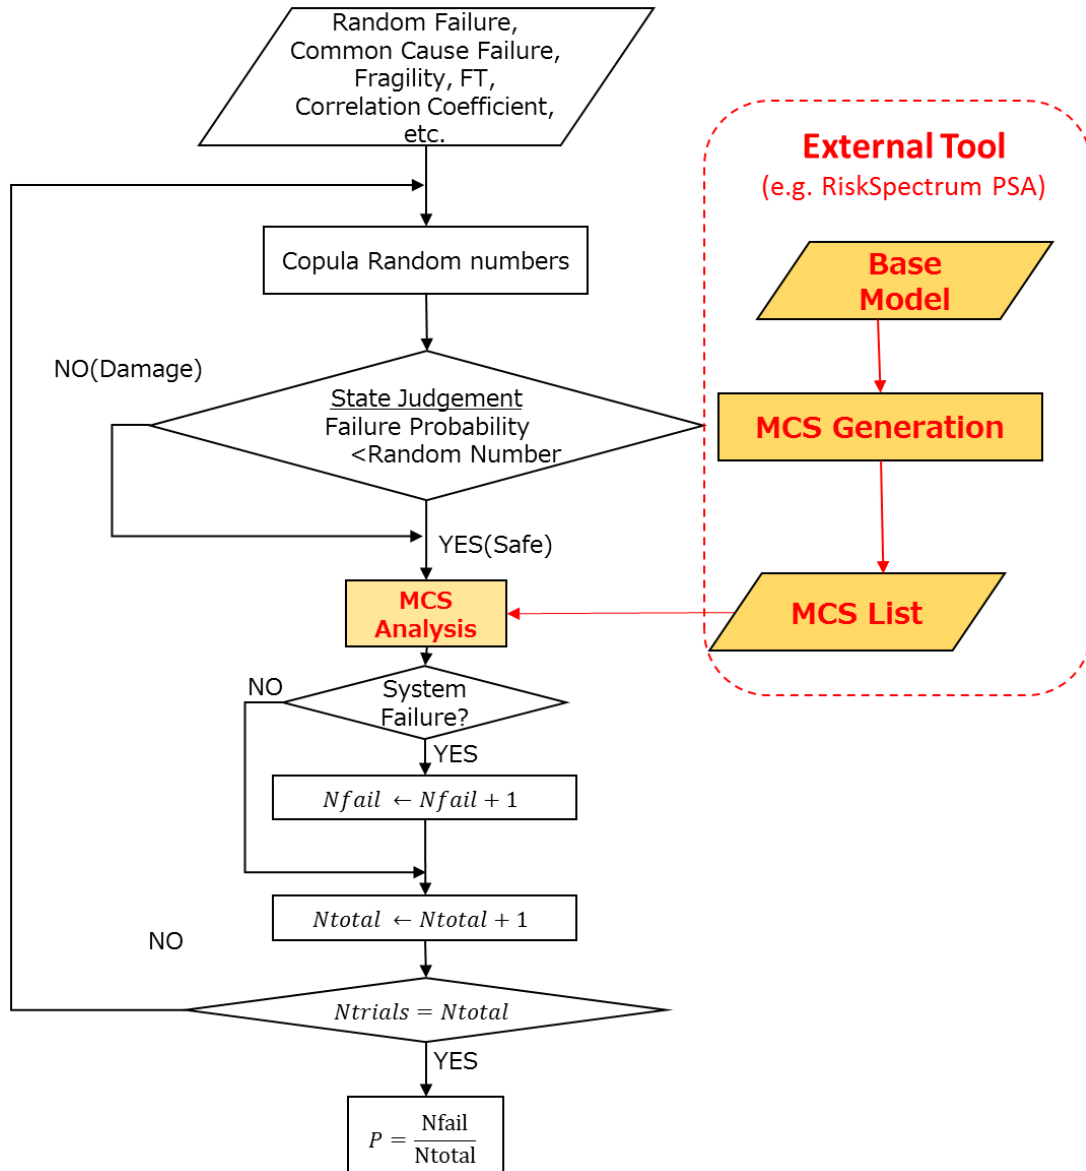 Random Failure,
Common Cause Failure,
Fragility, FT,
Correlation Coefficient,
etc.
Copula Random numbers
NO(Damage)
State Judgement
Failure Probability
<Random Number
YES(Safe)
MCS
Analysis
NO
System
Failure?
YES
Nfail ← Nfail + 1
Ntotal ← Ntotal + 1
NO
Ntrials = Ntotal
YES
P = Nfail
Ntotal
External Tool
(e.g. RiskSpectrum PSA)
Base
Model
MCS Generation
MCS List